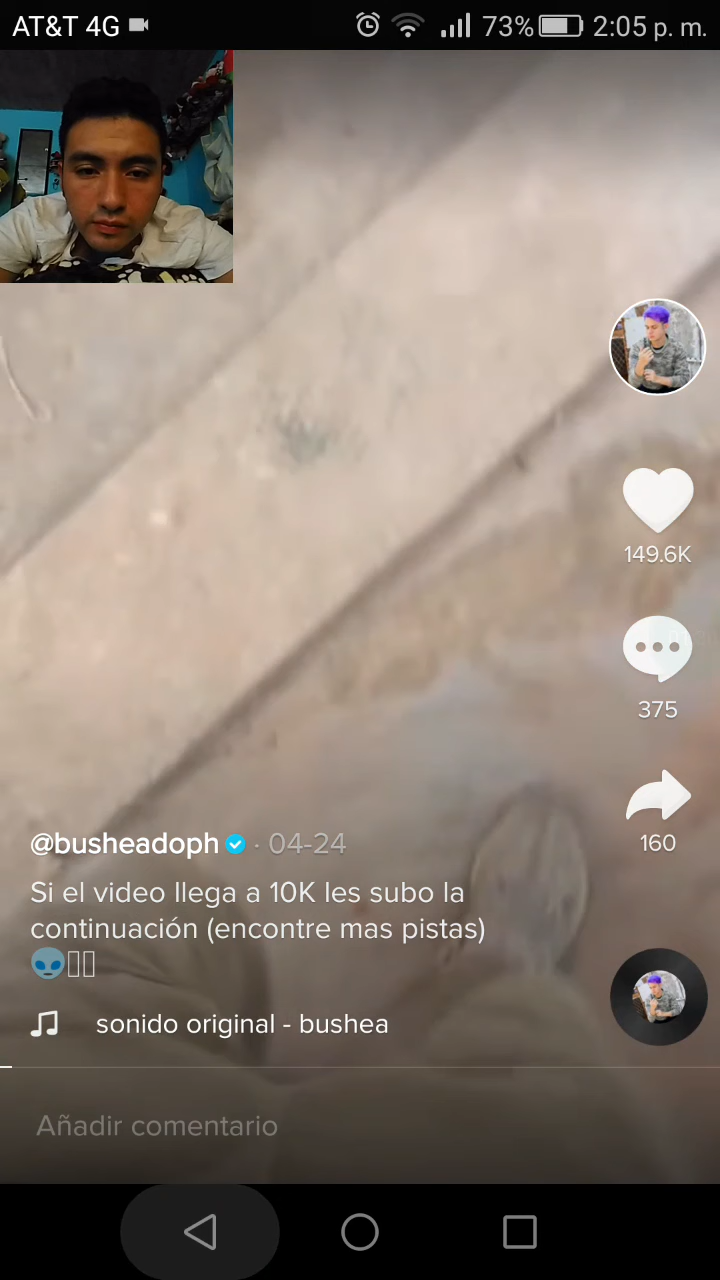 AT&T 4G 73% 2:05 p. m.
149.6K
375
160
@busheadoph · 04-24
Si el video llega a 10K les subo la
continuación (encontre mas pistas)
👽
sonido original - bushea
Añadir comentario